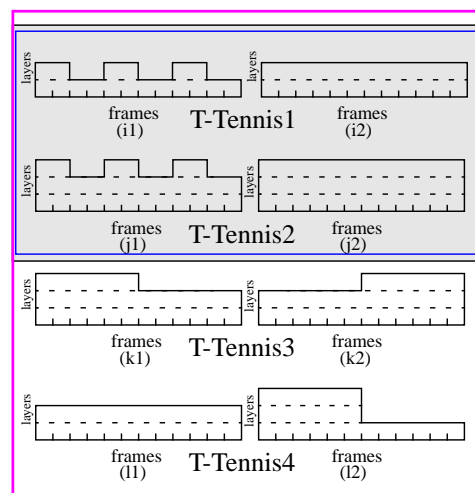 layers
layers
frames
(i1)
T-Tennis1
frames
(i2)
layers
layers
frames
(j1)
T-Tennis2
frames
(j2)
layers
layers
frames
(k1)
T-Tennis3
frames
(k2)
layers
layers
frames
(l1)
T-Tennis4
frames
(l2)